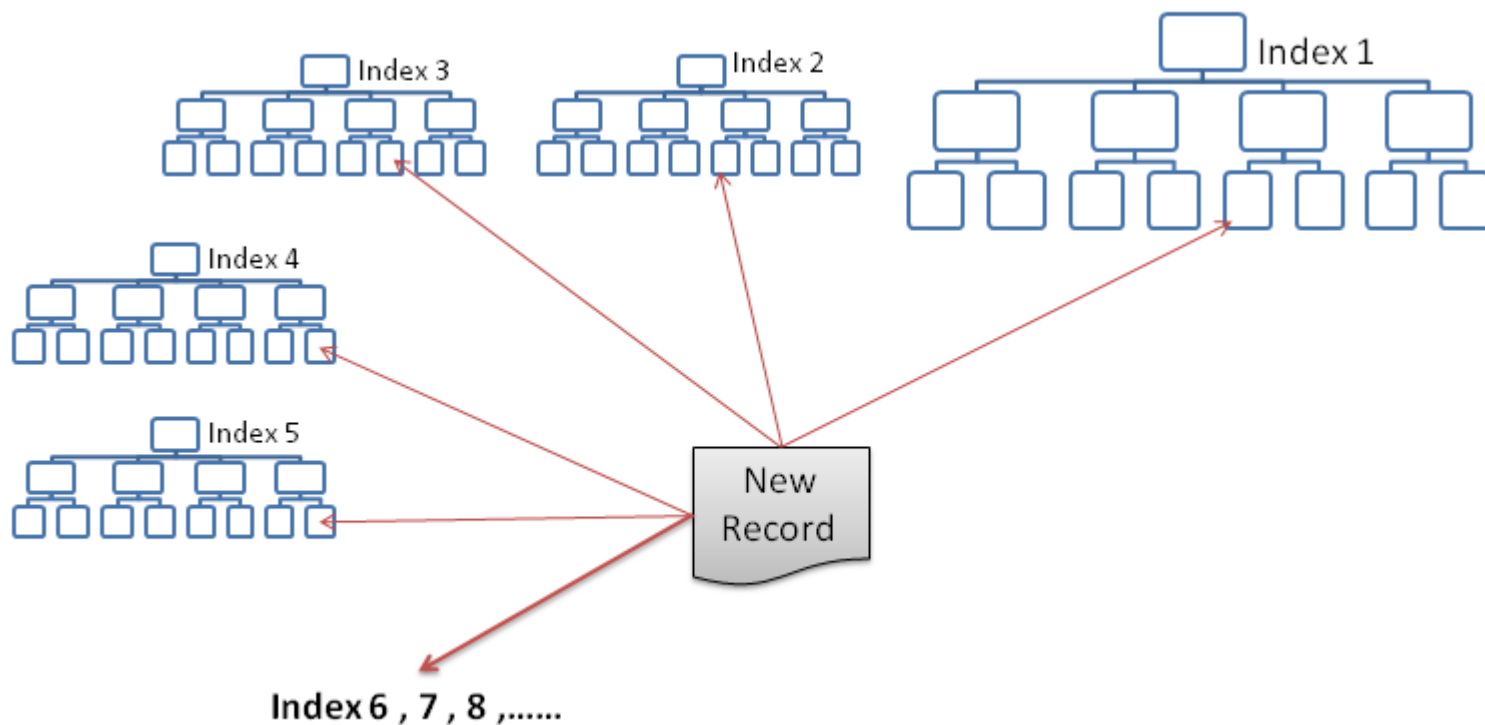 Index 3
Index 2
Index 1
Index 4
Index 5
New
Record
Index 6 , 7 , 8 ,......